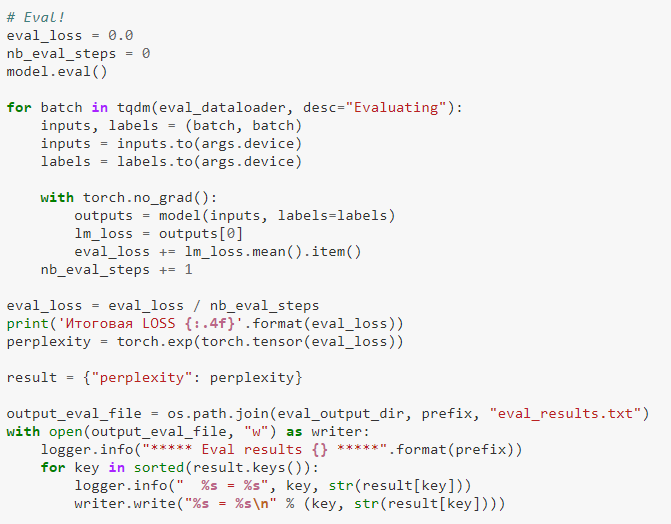 # Eval!
eval_loss = 0.0
nb_eval_steps = 0
model.eval()

for batch in tqdm(eval_dataloader, desc="Evaluating"):
    inputs, labels = (batch, batch)
    inputs = inputs.to(args.device)
    labels = labels.to(args.device)

    with torch.no_grad():
        outputs = model(inputs, labels=labels)
        lm_loss = outputs[0]
        eval_loss += lm_loss.mean().item()
    nb_eval_steps += 1

eval_loss = eval_loss / nb_eval_steps
print('Итоговая LOSS {:.4f}'.format(eval_loss))
perplexity = torch.exp(torch.tensor(eval_loss))

result = {"perplexity": perplexity}

output_eval_file = os.path.join(eval_output_dir, prefix, "eval_results.txt")
with open(output_eval_file, "w") as writer:
    logger.info("***** Eval results {} *****".format(prefix))
    for key in sorted(result.keys()):
        logger.info("  %s = %s", key, str(result[key]))
        writer.write("%s = %s\n" % (key, str(result[key])))